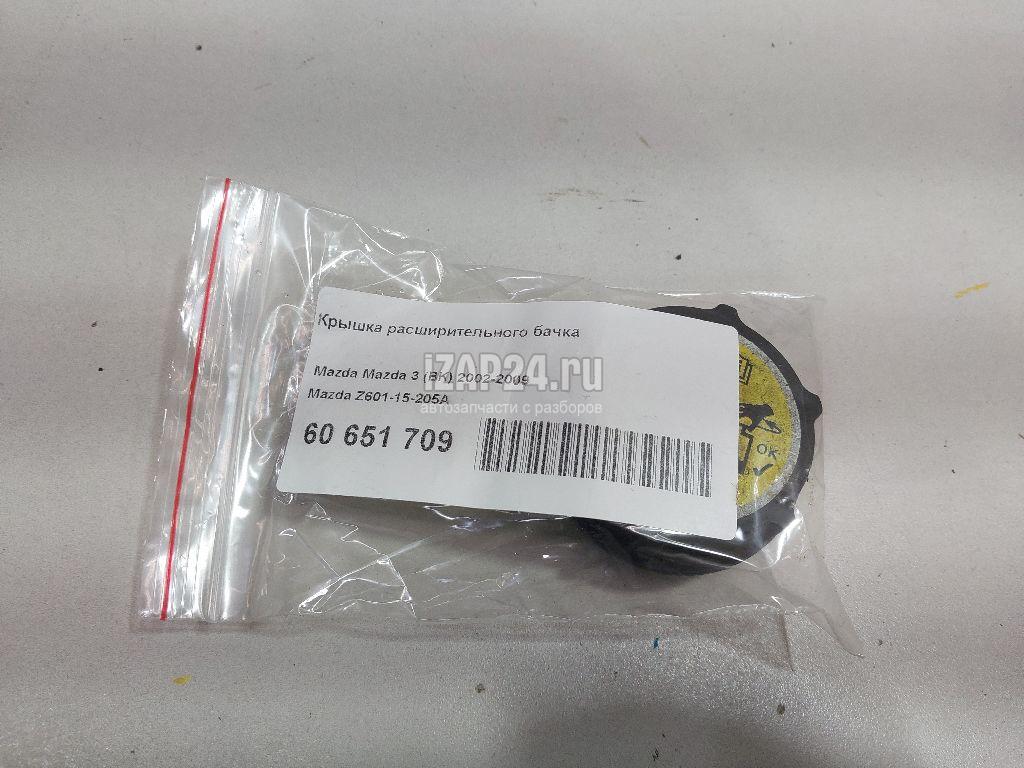 Крышка расширительного бачка
iZAP24.ru
Mazda Mazda 3 (BK) 2002-2009
Mazda Z601-15-205A
автозапчасти с разборов
60 651 709
OK